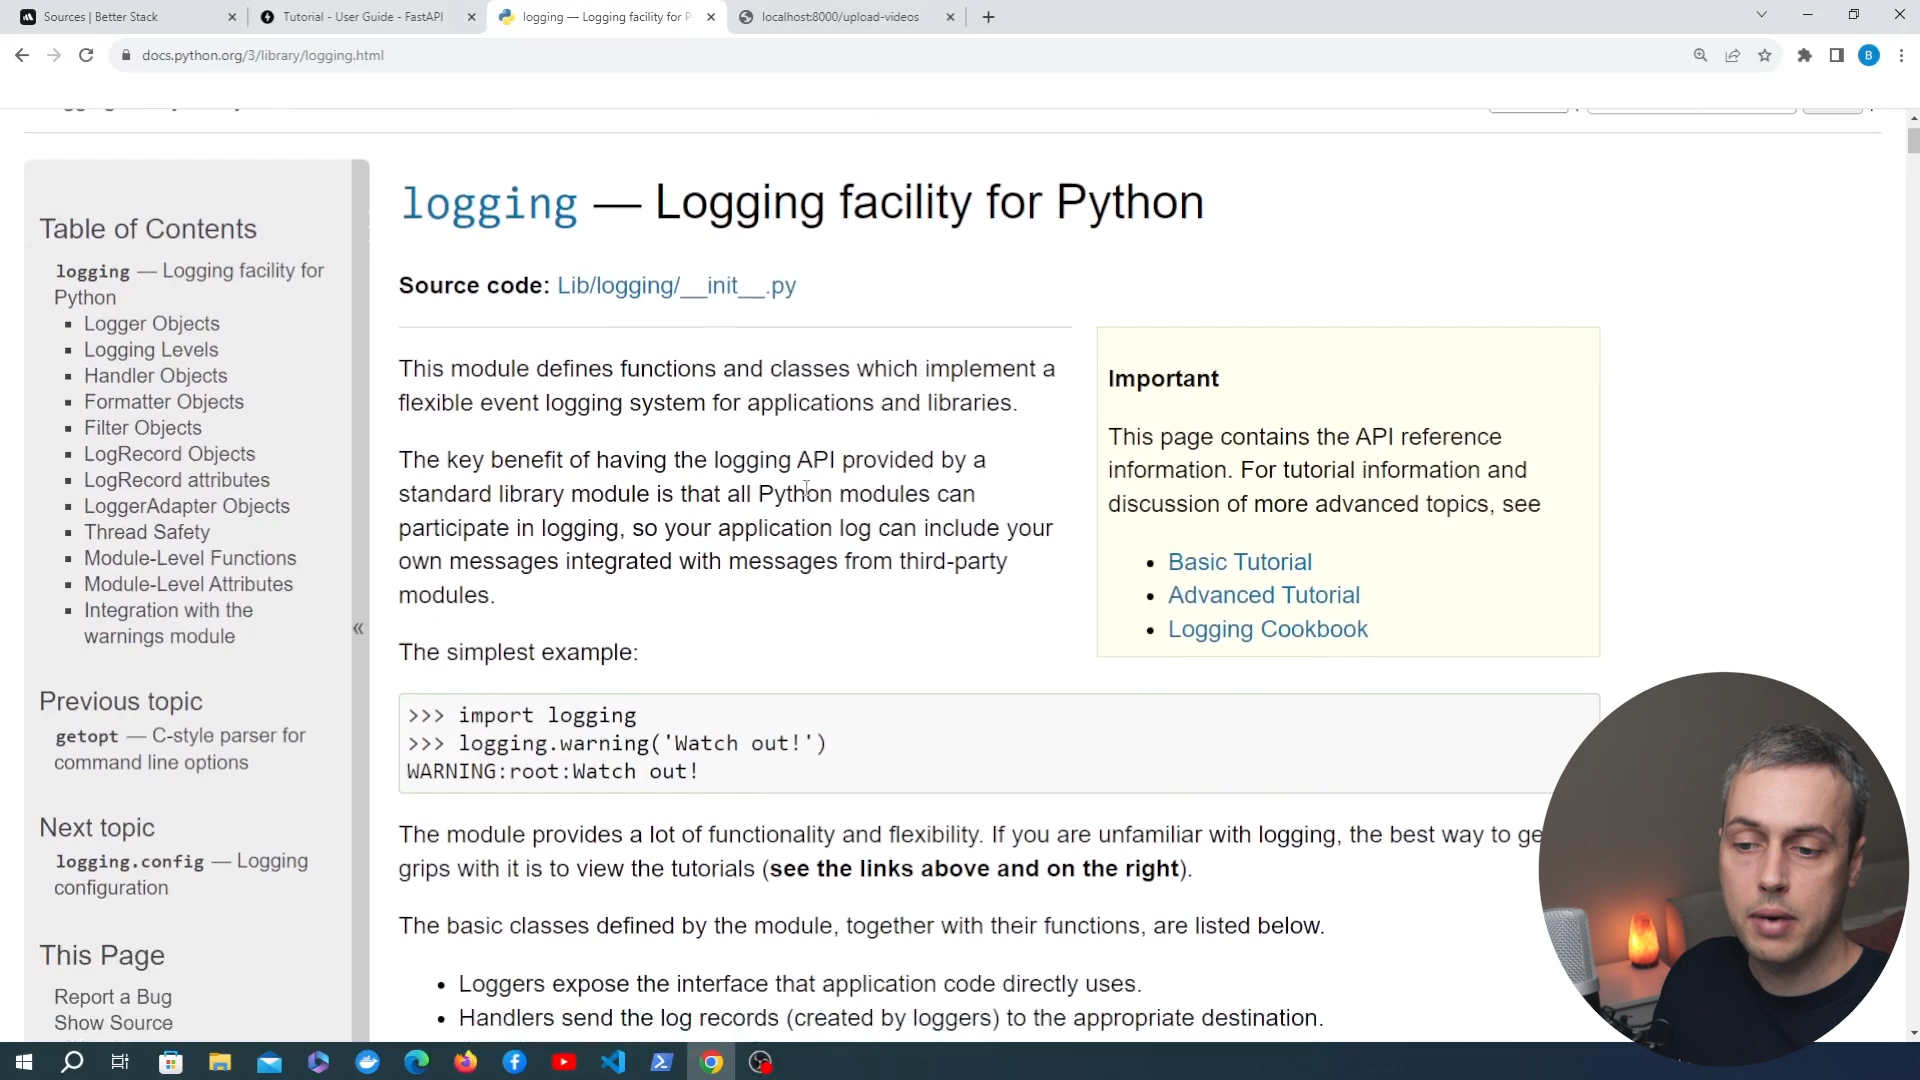 Sources | Better Stack
Tutorial - User Guide - FastAPI
logging — Logging facility for P
localhost:8000/upload-videos
docs.python.org/3/library/logging.html
B
Table of Contents
logging — Logging facility for
Python
Logger Objects
Logging Levels
Handler Objects
Formatter Objects
Filter Objects
LogRecord Objects
LogRecord attributes
LoggerAdapter Objects
Thread Safety
Module-Level Functions
Module-Level Attributes
Integration with the
warnings module
«
Previous topic
getopt — C-style parser for
command line options
Next topic
logging.config — Logging
configuration
This Page
Report a Bug
Show Source
logging — Logging facility for Python
Source code: Lib/logging/__init__.py
This module defines functions and classes which implement a
flexible event logging system for applications and libraries.
The key benefit of having the logging API provided by a
standard library module is that all Python modules can
participate in logging, so your application log can include your
own messages integrated with messages from third-party
modules.
The simplest example:
Important
This page contains the API reference
information. For tutorial information and
discussion of more advanced topics, see
Basic Tutorial
Advanced Tutorial
Logging Cookbook
>>> import logging
>>> logging.warning('Watch out!')
WARNING:root:Watch out!
The module provides a lot of functionality and flexibility. If you are unfamiliar with logging, the best way to ge
grips with it is to view the tutorials (see the links above and on the right).
The basic classes defined by the module, together with their functions, are listed below.
Loggers expose the interface that application code directly uses.
Handlers send the log records (created by loggers) to the appropriate destination.